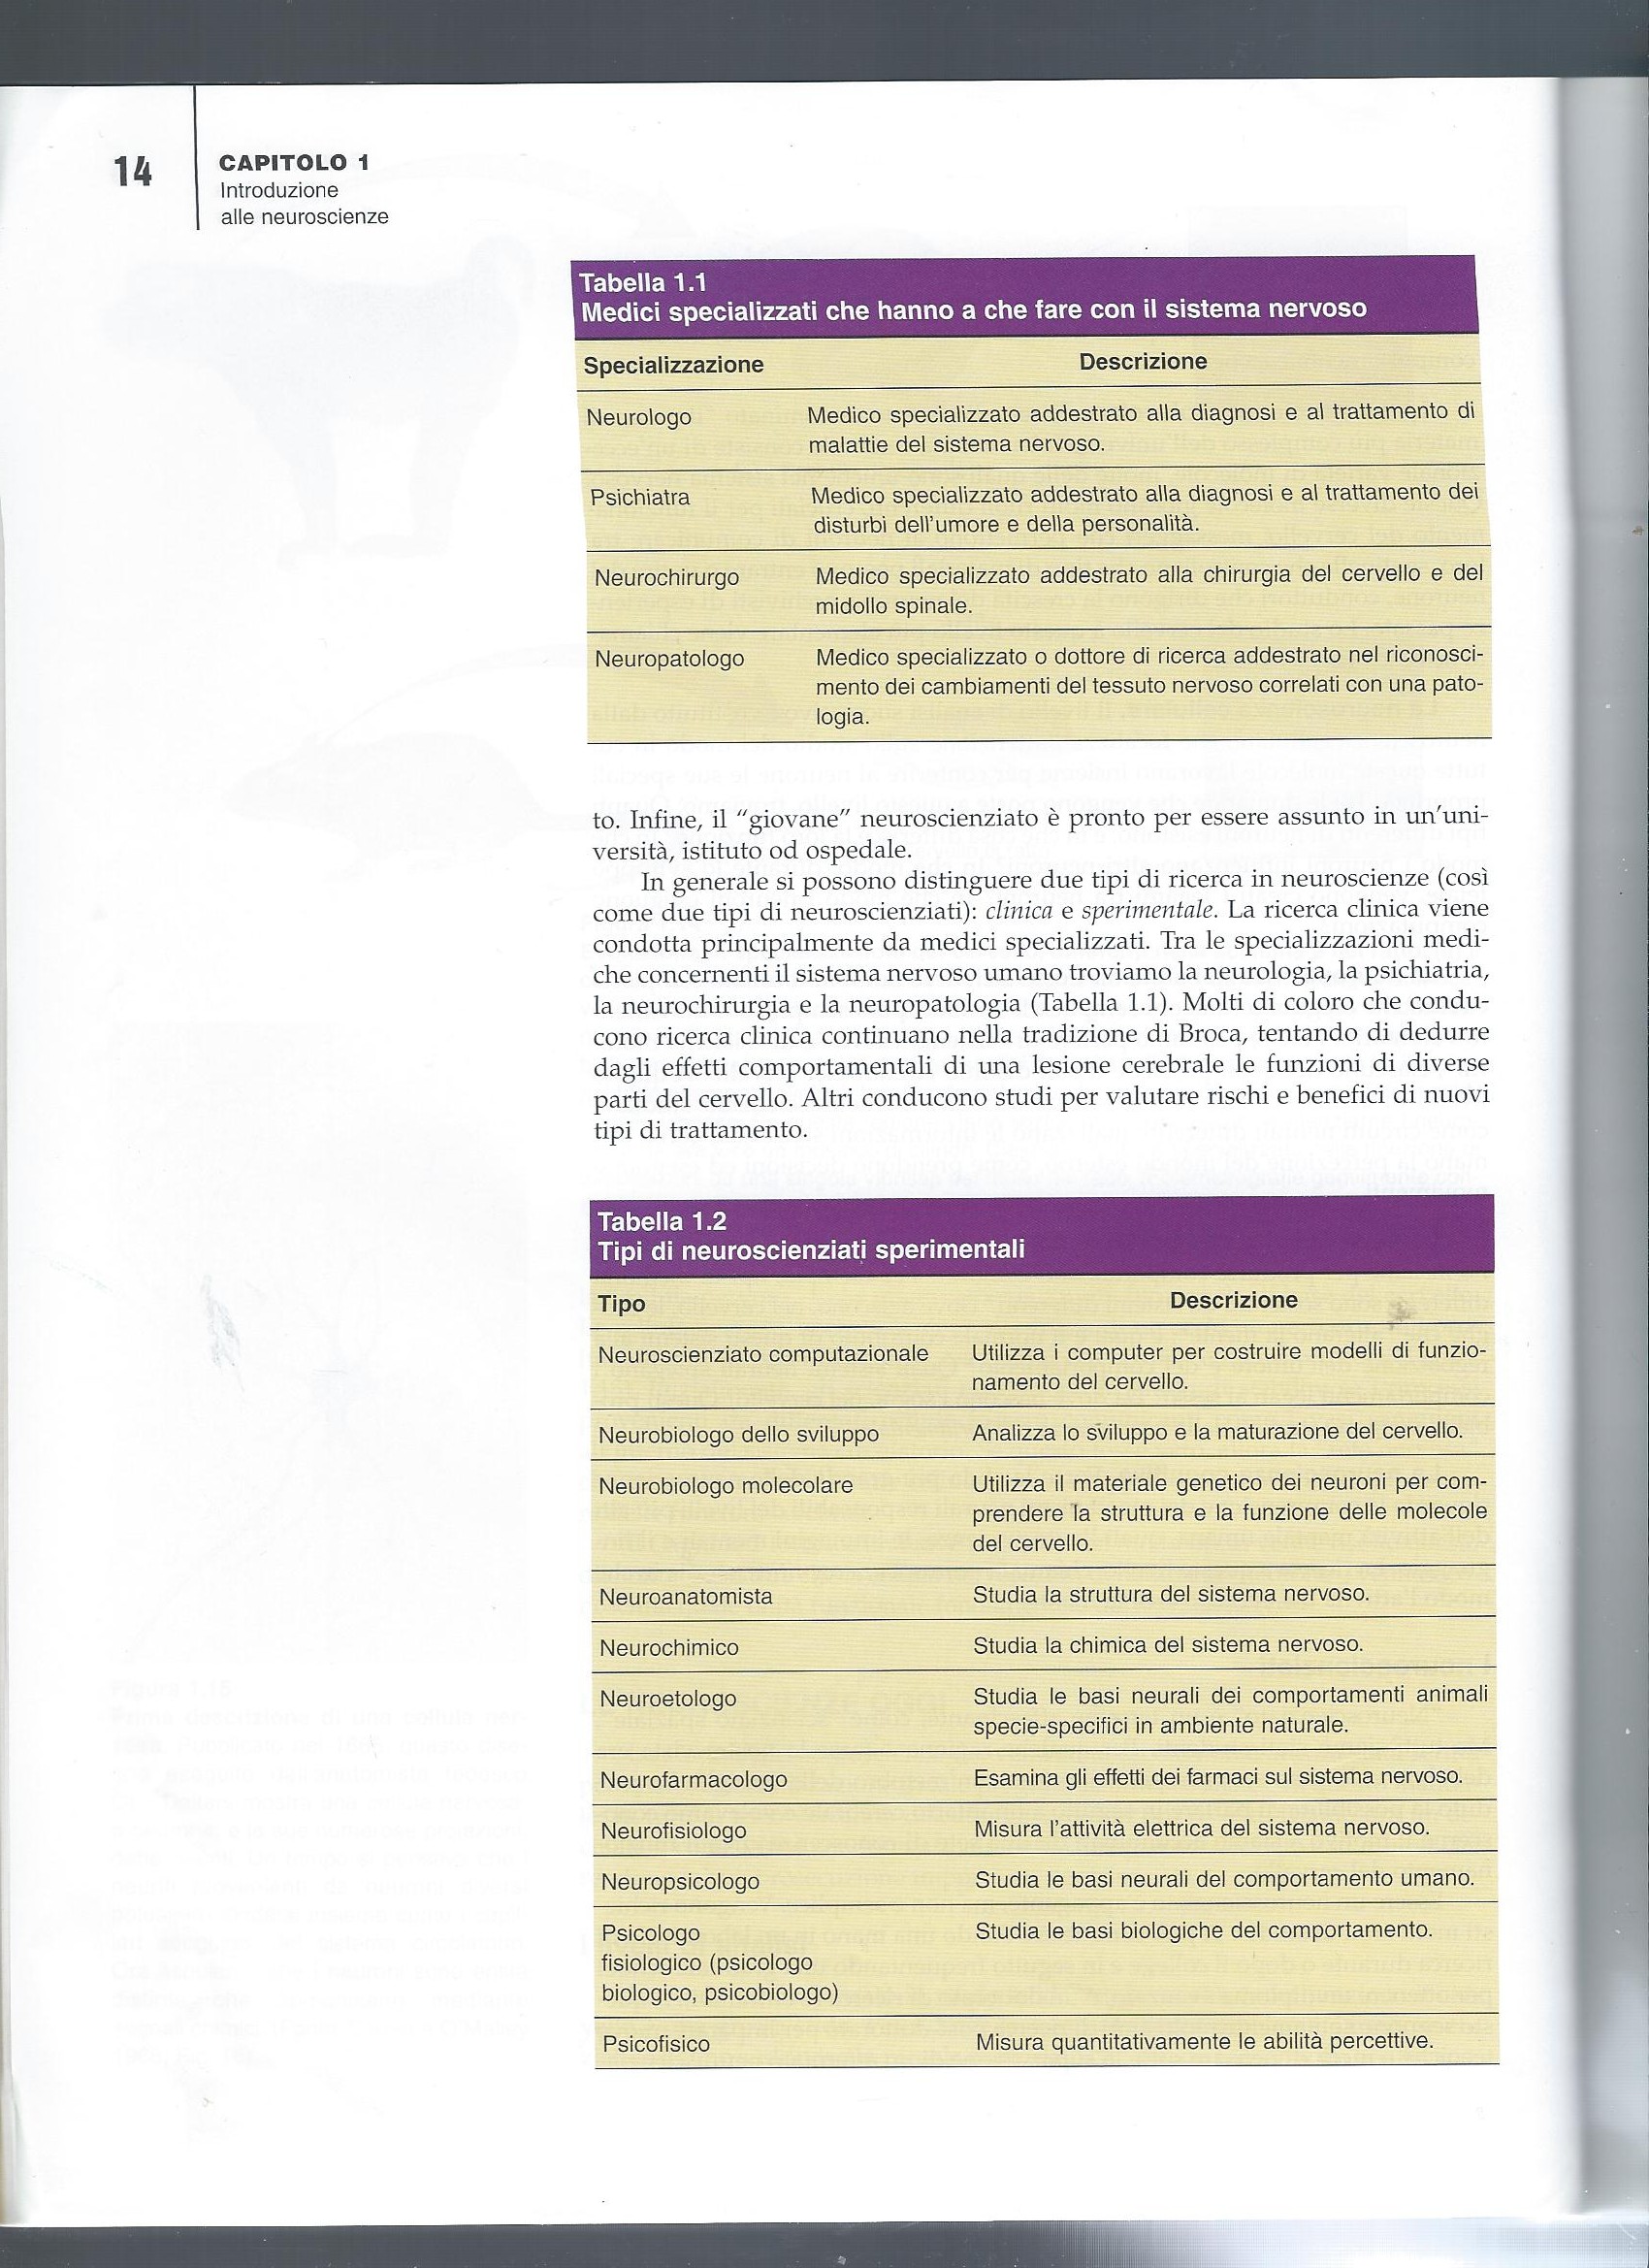 14
CAPITOLO 1
Introduzione
alle neuroscienze
Tabella 1.1
Medici specializzati che hanno a che fare con il sistema nervoso
Specializzazione Descrizione
Neurologo Medico specializzato addestrato alla diagnosi e al trattamento di
malattie del sistema nervoso.
Psichiatra Medico specializzato addestrato alla diagnosi e al trattamento dei
disturbi dell'umore e della personalità.
Neurochirurgo Medico specializzato addestrato alla chirurgia del cervello e del
midollo spinale.
Neuropatologo Medico specializzato o dottore di ricerca addestrato nel riconosci-
mento dei cambiamenti del tessuto nervoso correlati con una pato-
logia.
to. Infine, il "giovane" neuroscienziato è pronto per essere assunto in un'uni-
versità, istituto od ospedale.
In generale si possono distinguere due tipi di ricerca in neuroscienze (così
come due tipi di neuroscienziati): clinica e sperimentale. La ricerca clinica viene
condotta principalmente da medici specializzati. Tra le specializzazioni medi-
che concernenti il sistema nervoso umano troviamo la neurologia, la psichiatria,
la neurochirurgia e la neuropatologia (Tabella 1.1). Molti di coloro che condu-
cono ricerca clinica continuano nella tradizione di Broca, tentando di dedurre
dagli effetti comportamentali di una lesione cerebrale le funzioni di diverse
parti del cervello. Altri conducono studi per valutare rischi e benefici di nuovi
tipi di trattamento.
Tabella 1.2
Tipi di neuroscienziati sperimentali
Tipo Descrizione
Neuroscienziato computazionale Utilizza i computer per costruire modelli di funzio-
namento del cervello.
Neurobiologo dello sviluppo Analizza lo sviluppo e la maturazione del cervello.
Neurobiologo molecolare Utilizza il materiale genetico dei neuroni per com-
prendere la struttura e la funzione delle molecole
del cervello.
Neuroanatomista Studia la struttura del sistema nervoso.
Neurochimico Studia la chimica del sistema nervoso.
Neuroetologo Studia le basi neurali dei comportamenti animali
specie-specifici in ambiente naturale.
Neurofarmacologo Esamina gli effetti dei farmaci sul sistema nervoso.
Neurofisiologo Misura l'attività elettrica del sistema nervoso.
Neuropsicologo Studia le basi neurali del comportamento umano.
Psicologo Studia le basi biologiche del comportamento.
fisiologico (psicologo
biologico, psicobiologo)
Psicofisico Misura quantitativamente le abilità percettive.